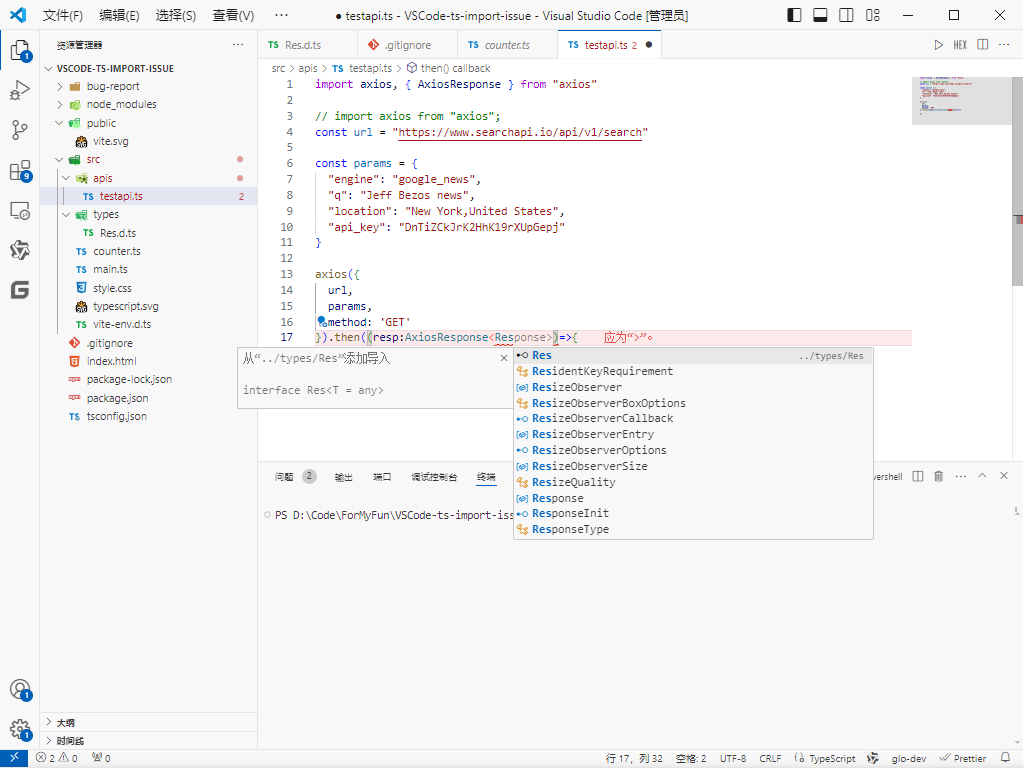 文件(F) 编辑(E) 选择(S) 查看(V) ··· ● testapi.ts - VSCode-ts-import-issue - Visual Studio Code [管理员]
资源管理器 ···
VSCODE-TS-IMPORT-ISSUE
bug-report
node_modules
public
vite.svg
src
apis
TS testapi.ts 2
types
TS Res.d.ts
TS counter.ts
TS main.ts
style.css
typescript.svg
TS vite-env.d.ts
.gitignore
index.html
package-lock.json
package.json
TS tsconfig.json
大纲
时间线
1
9
1
1
TS Res.d.ts .gitignore TS counter.ts TS testapi.ts 2 ● HEX ···
src > apis > TS testapi.ts > then() callback
1 import axios, { AxiosResponse } from "axios"
2
3 // import axios from "axios";
4 const url = "https://www.searchapi.io/api/v1/search"
5
6 const params = {
7 "engine": "google_news",
8 "q": "Jeff Bezos news",
9 "location": "New York,United States",
10 "api_key": "DnTiZCkJrK2HhK19rXUpGepj"
11 }
12
13 axios({
14 url,
15 params,
16 method: 'GET'
17 }).then((resp:AxiosResponse<Response>)=>{ 应为“>”。
从“../types/Res”添加导入 ×
interface Res<T = any>
Res ../types/Res
ResidentKeyRequirement
ResizeObserver
ResizeObserverBoxOptions
ResizeObserverCallback
ResizeObserverEntry
ResizeObserverOptions
ResizeObserverSize
ResizeQuality
Response
ResponseInit
ResponseType
问题 2 输出 端口 调试控制台 终端 ershell ···
PS D:\Code\ForMyFun\VSCode-ts-import-iss
2 0 0 行 17，列 32 空格: 2 UTF-8 CRLF TypeScript glo-dev Prettier